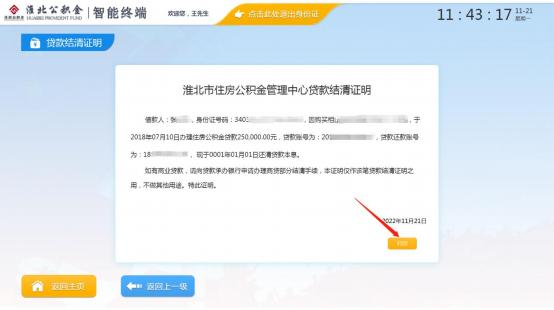 淮北公积金
HUAIBEI PROVIDENT FUND
智能终端
欢迎您，王先生
点击此处退出身份证
11:43:17
11-21
星期一
贷款结清证明
淮北市住房公积金管理中心贷款结清证明
借款人：张 ，身份证号码：3403 ，因购买相山 ，于
2018年07月10日办理住房公积金贷款250,000.00元，贷款账号为：20 ，贷款还款账号
为：18 ， 现于0001年01月01日还清贷款本息。
如有商业贷款，请向贷款承办银行申请办理商贷部分结清手续，本证明仅作该笔贷款结清证明之
用，不做其他用途。特此证明。
2022年11月21日
打印
返回主页
返回上一级